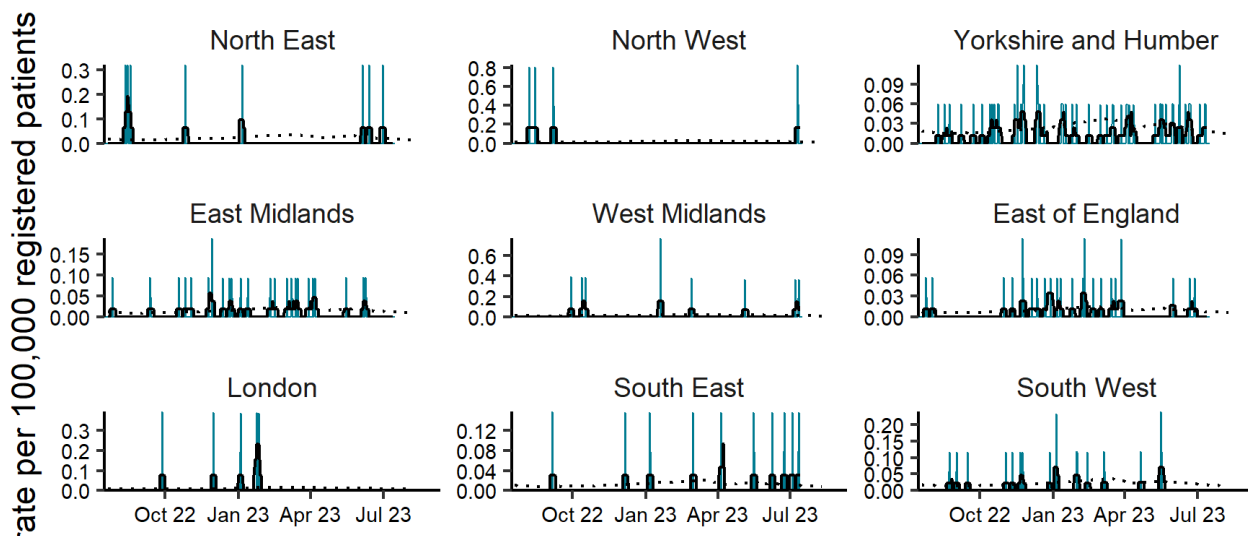 rate per 100,000 registered patients
North East
0.3
0.2
0.1
0.0
North West
0.8
0.6
0.4
0.2
0.0
Yorkshire and Humber
0.09
0.06
0.03
0.00
East Midlands
0.15
0.10
0.05
0.00
West Midlands
0.6
0.4
0.2
0.0
East of England
0.09
0.06
0.03
0.00
London
0.3
0.2
0.1
0.0
Oct 22 Jan 23 Apr 23 Jul 23
South East
0.12
0.08
0.04
0.00
Oct 22 Jan 23 Apr 23 Jul 23
South West
0.20
0.15
0.10
0.05
0.00
Oct 22 Jan 23 Apr 23 Jul 23